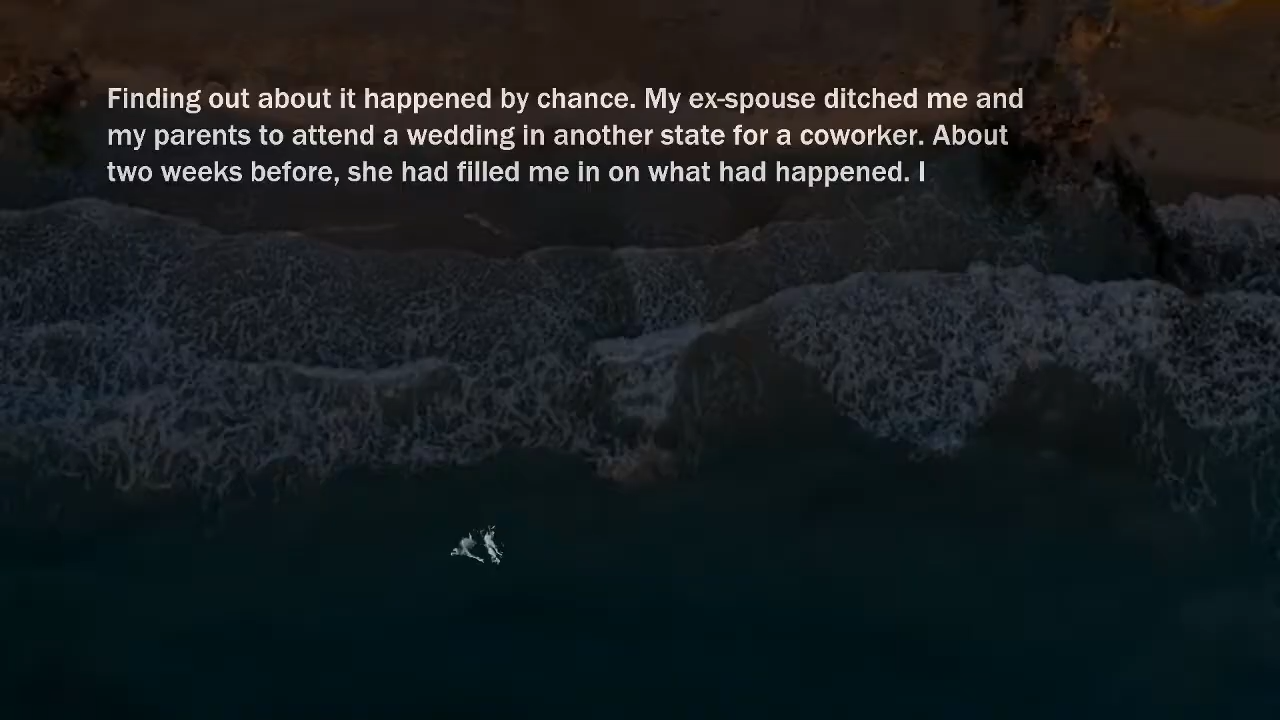 Finding out about it happened by chance. My ex-spouse ditched me and
my parents to attend a wedding in another state for a coworker. About
two weeks before, she had filled me in on what had happened. I